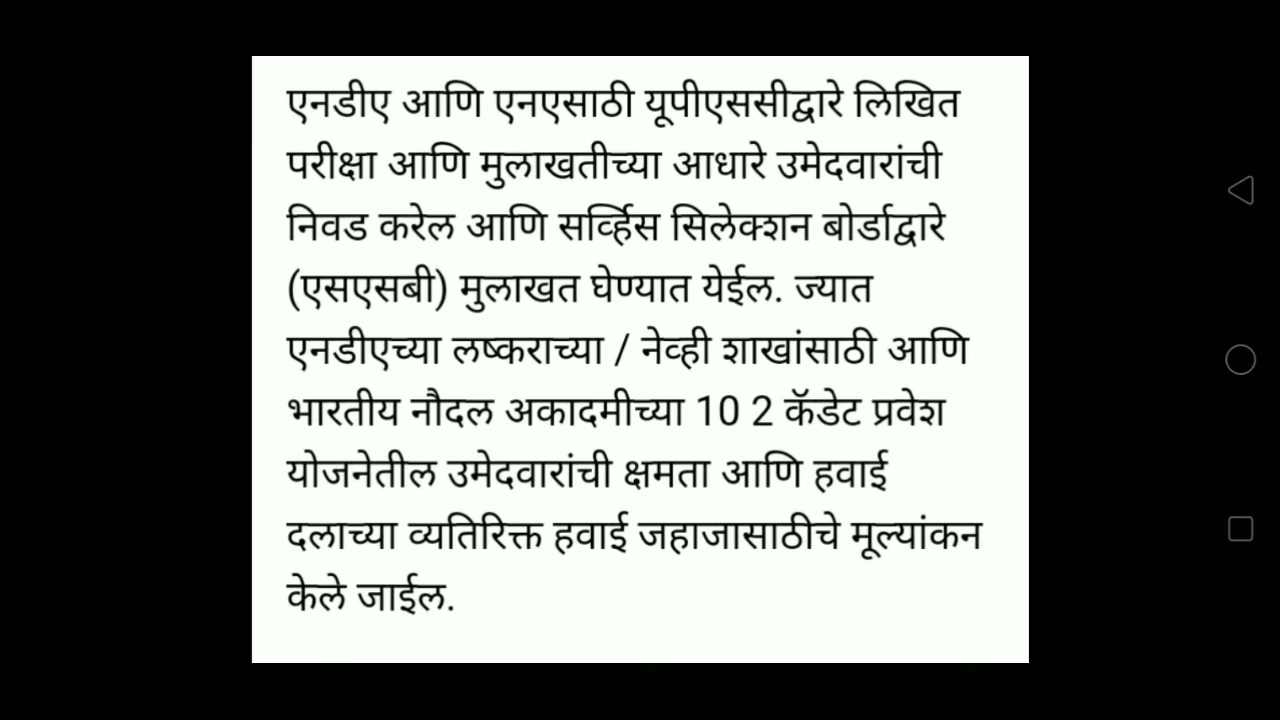 एनडीए आणि एनएसाठी यूपीएससीद्वारे लिखित
परीक्षा आणि मुलाखतीच्या आधारे उमेदवारांची
निवड करेल आणि सर्व्हिस सिलेक्शन बोर्डाद्वारे
(एसएसबी) मुलाखत घेण्यात येईल. ज्यात
एनडीएच्या लष्कराच्या / नेव्ही शाखांसाठी आणि
भारतीय नौदल अकादमीच्या 10 2 कॅडेट प्रवेश
योजनेतील उमेदवारांची क्षमता आणि हवाई
दलाच्या व्यतिरिक्त हवाई जहाजासाठीचे मूल्यांकन
केले जाईल.